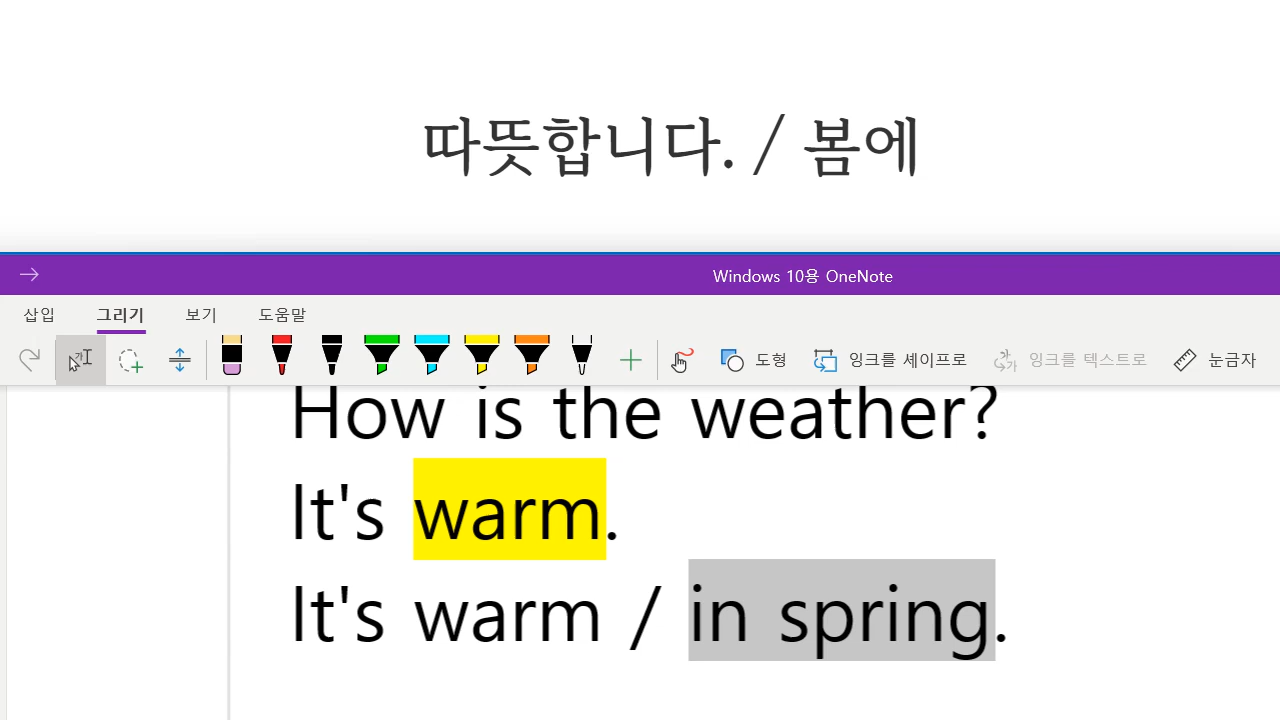 따뜻합니다. / 봄에
Windows 10용 OneNote
삽입 그리기 보기 도움말
가 도형 잉크를 셰이프로 잉크를 텍스트로 눈금자
How is the weather?
It's warm.
It's warm / in spring.